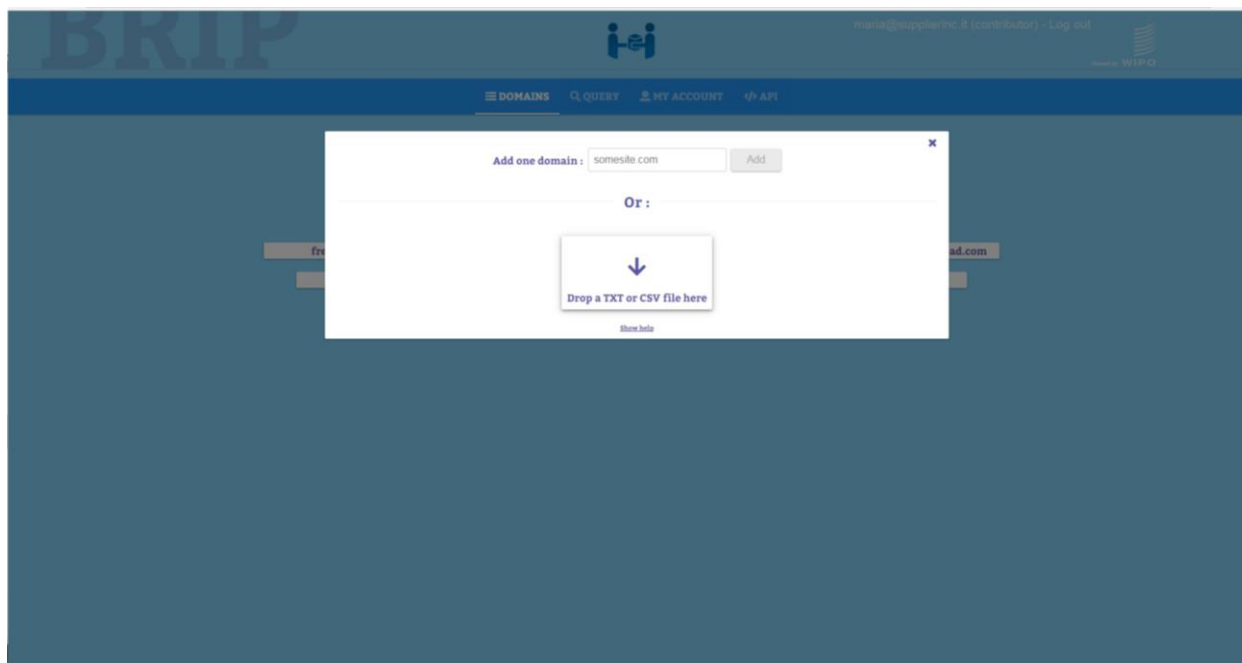 BRIP
maria@supplierinc.it (contributor) - Log out
WIPO
DOMAINS QUERY MY ACCOUNT </> API
Add one domain : somesite.com Add
Or :
fre
ad.com
Drop a TXT or CSV file here
Show help